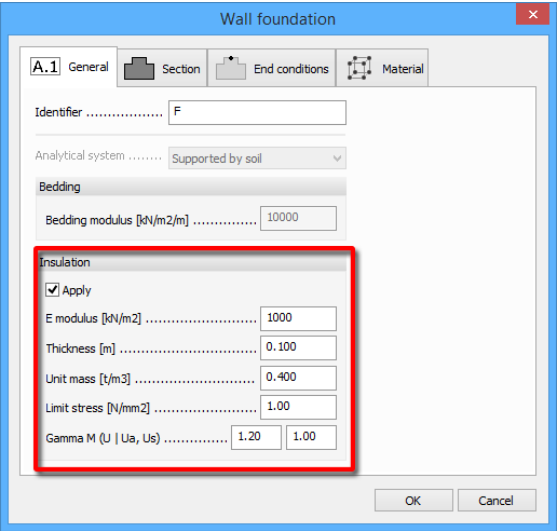 Wall foundation
A.1 General Section End conditions Material
Identifier .................. F
Analytical system ........ Supported by soil
Bedding
Bedding modulus [kN/m2/m] ............... 10000
Insulation
Apply
E modulus [kN/m2] .......................... 1000
Thickness [m] ................................ 0.100
Unit mass [t/m3] ............................ 0.400
Limit stress [N/mm2] ........................ 1.00
Gamma M (U | Ua, Us) ............... 1.20 1.00
OK Cancel